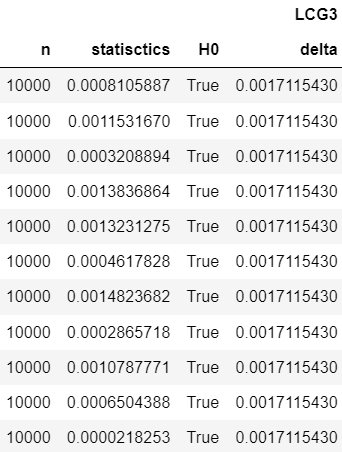 LCG3
n statisctics H0 delta
10000 0.0008105887 True 0.0017115430
10000 0.0011531670 True 0.0017115430
10000 0.0003208894 True 0.0017115430
10000 0.0013836864 True 0.0017115430
10000 0.0013231275 True 0.0017115430
10000 0.0004617828 True 0.0017115430
10000 0.0014823682 True 0.0017115430
10000 0.0002865718 True 0.0017115430
10000 0.0010787771 True 0.0017115430
10000 0.0006504388 True 0.0017115430
10000 0.0000218253 True 0.0017115430